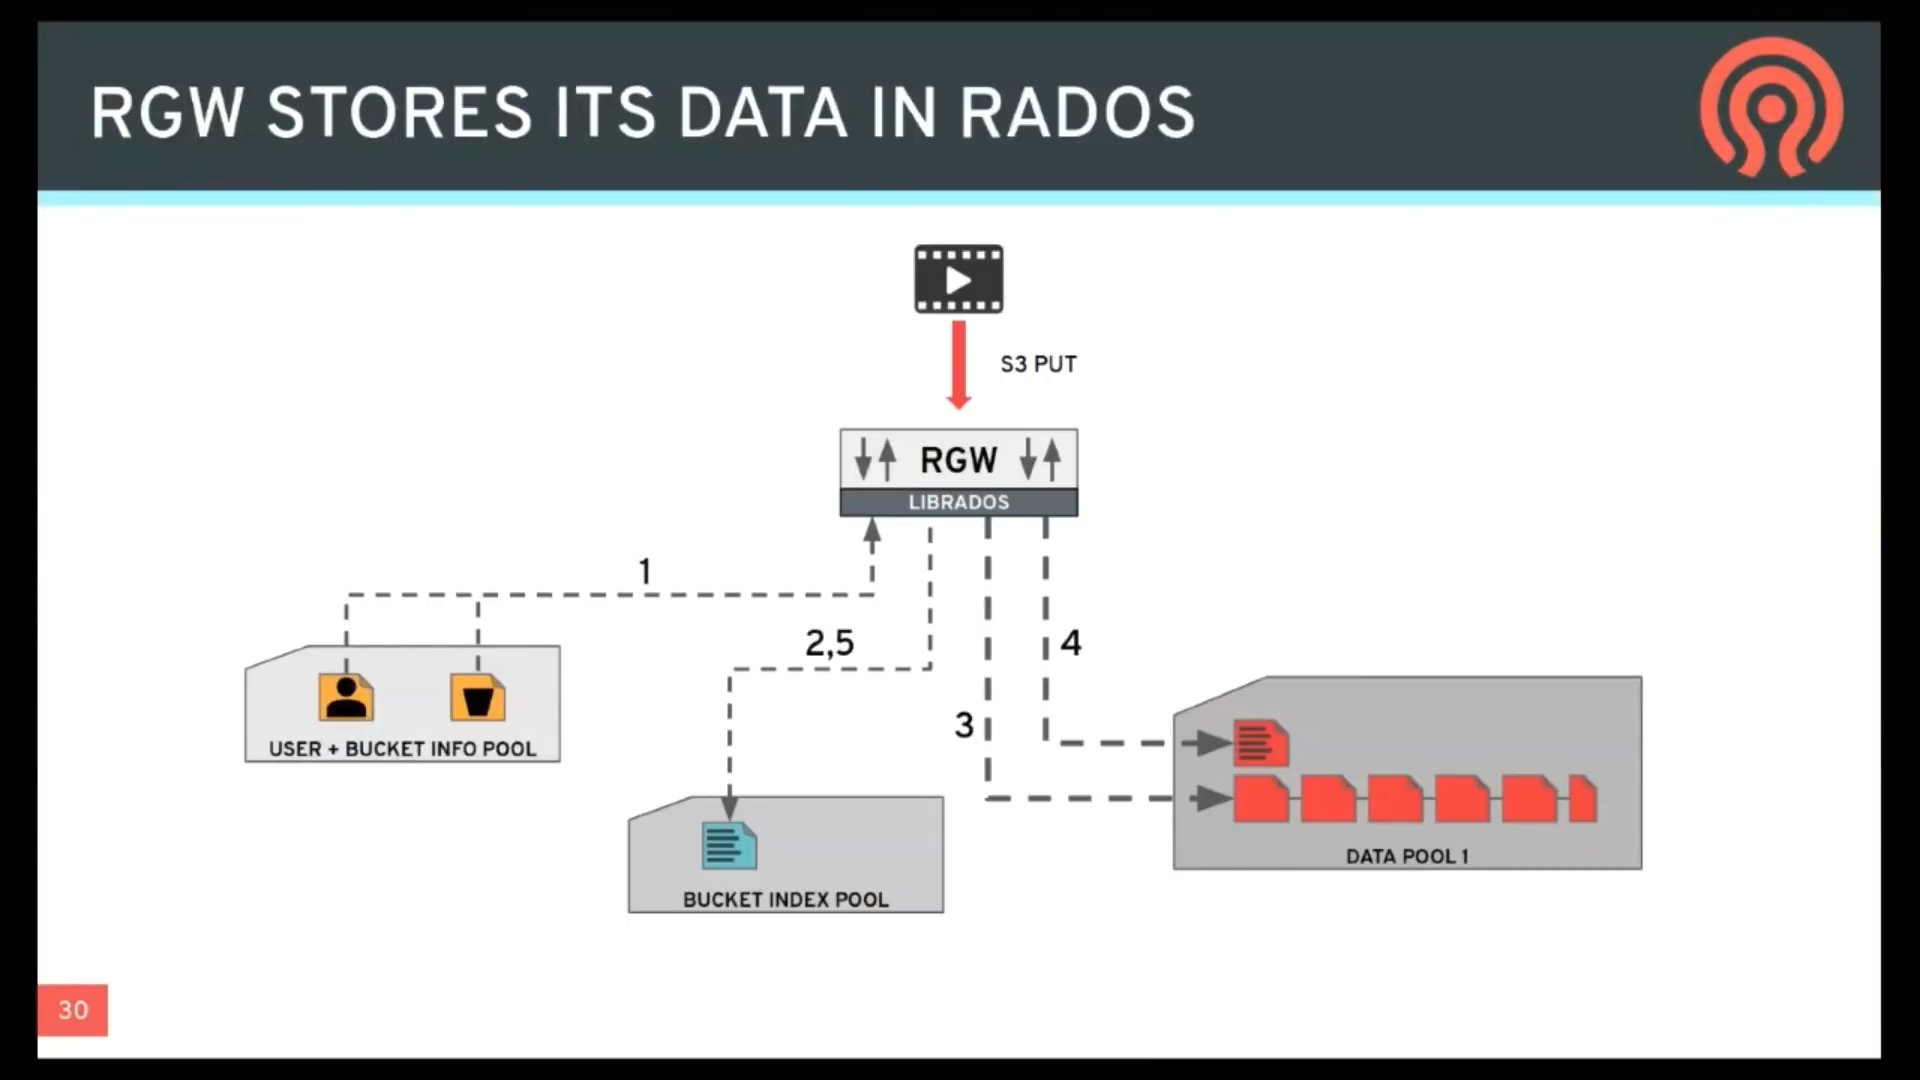 RGW STORES ITS DATA IN RADOS
S3 PUT
RGW
LIBRADOS
1
2,5
4
3
USER + BUCKET INFO POOL
DATA POOL 1
BUCKET INDEX POOL
30